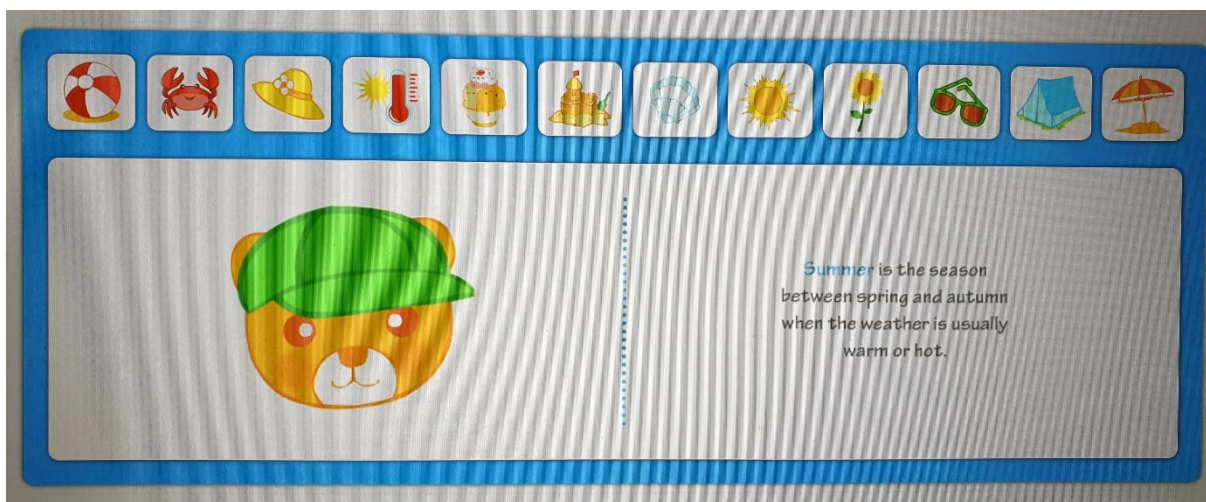 Summer is the season
between spring and autumn
when the weather is usually
warm or hot.